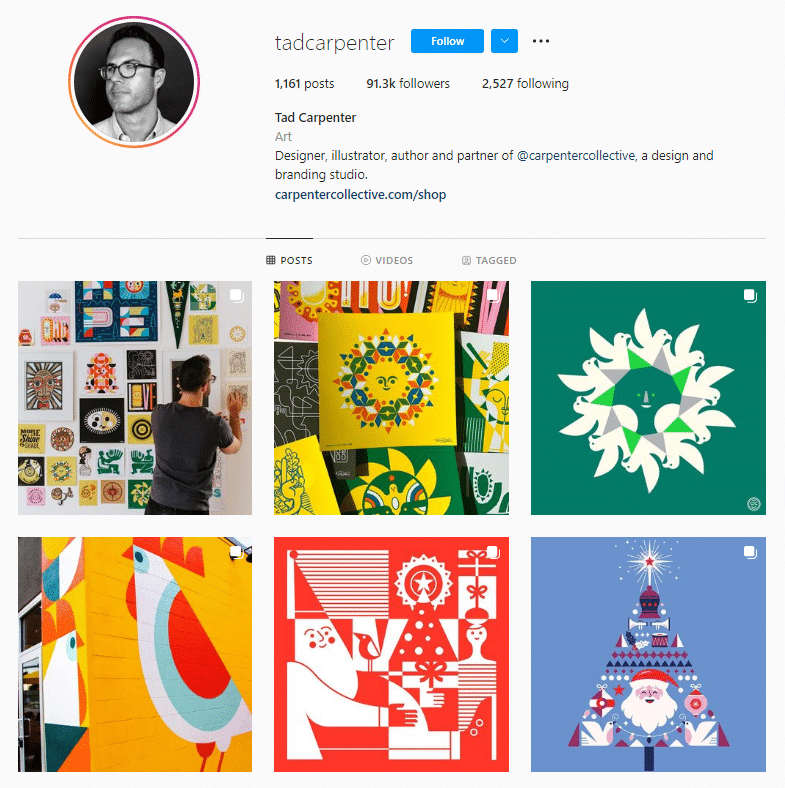 tadcarpenter Follow
1,161 posts 91.3k followers 2,527 following
Tad Carpenter
Art
Designer, illustrator, author and partner of @carpentercollective, a design and
branding studio.
carpentercollective.com/shop
POSTS VIDEOS TAGGED
MORE
Shine
SHADE